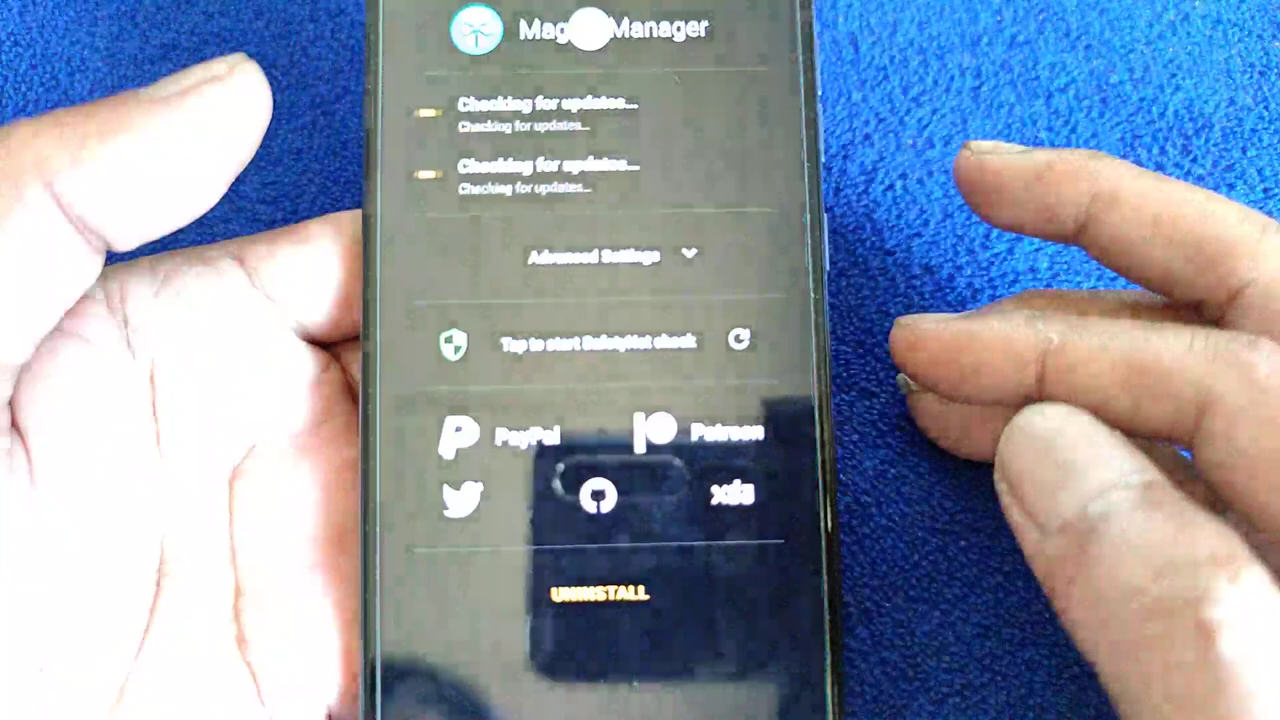 Mag Manager
Checking for updates...
Checking for updates...
Checking for updates...
Checking for updates...
Advanced Settings
Tap to start SafetyNet check
PayPal
Patreon
xda
UNINSTALL